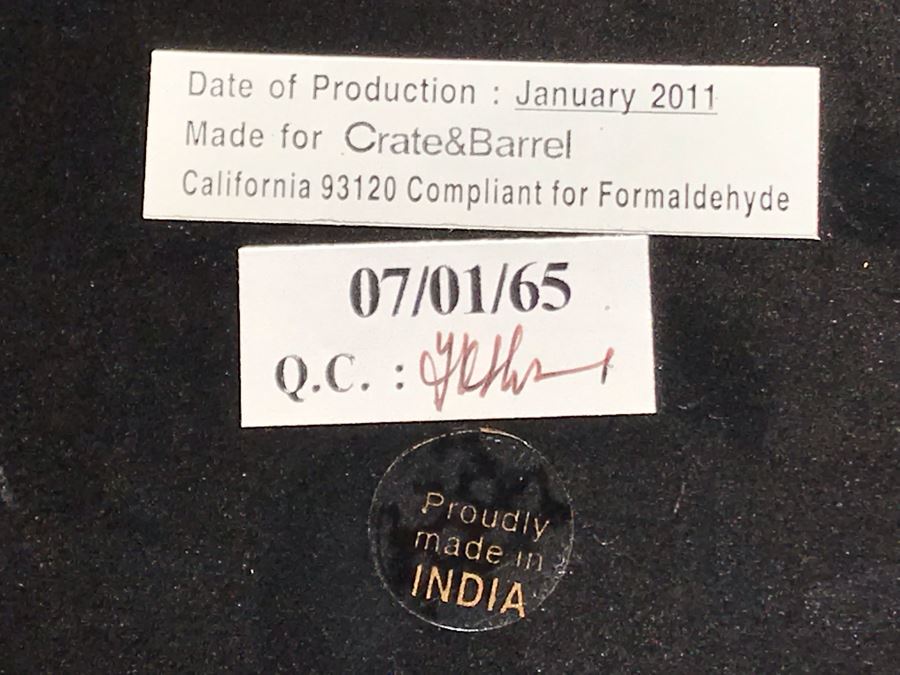 Date of Production : January 2011
Made for Crate&Barrel
California 93120 Compliant for Formaldehyde
07/01/65
Q.C. :
Proudly
made in
INDIA